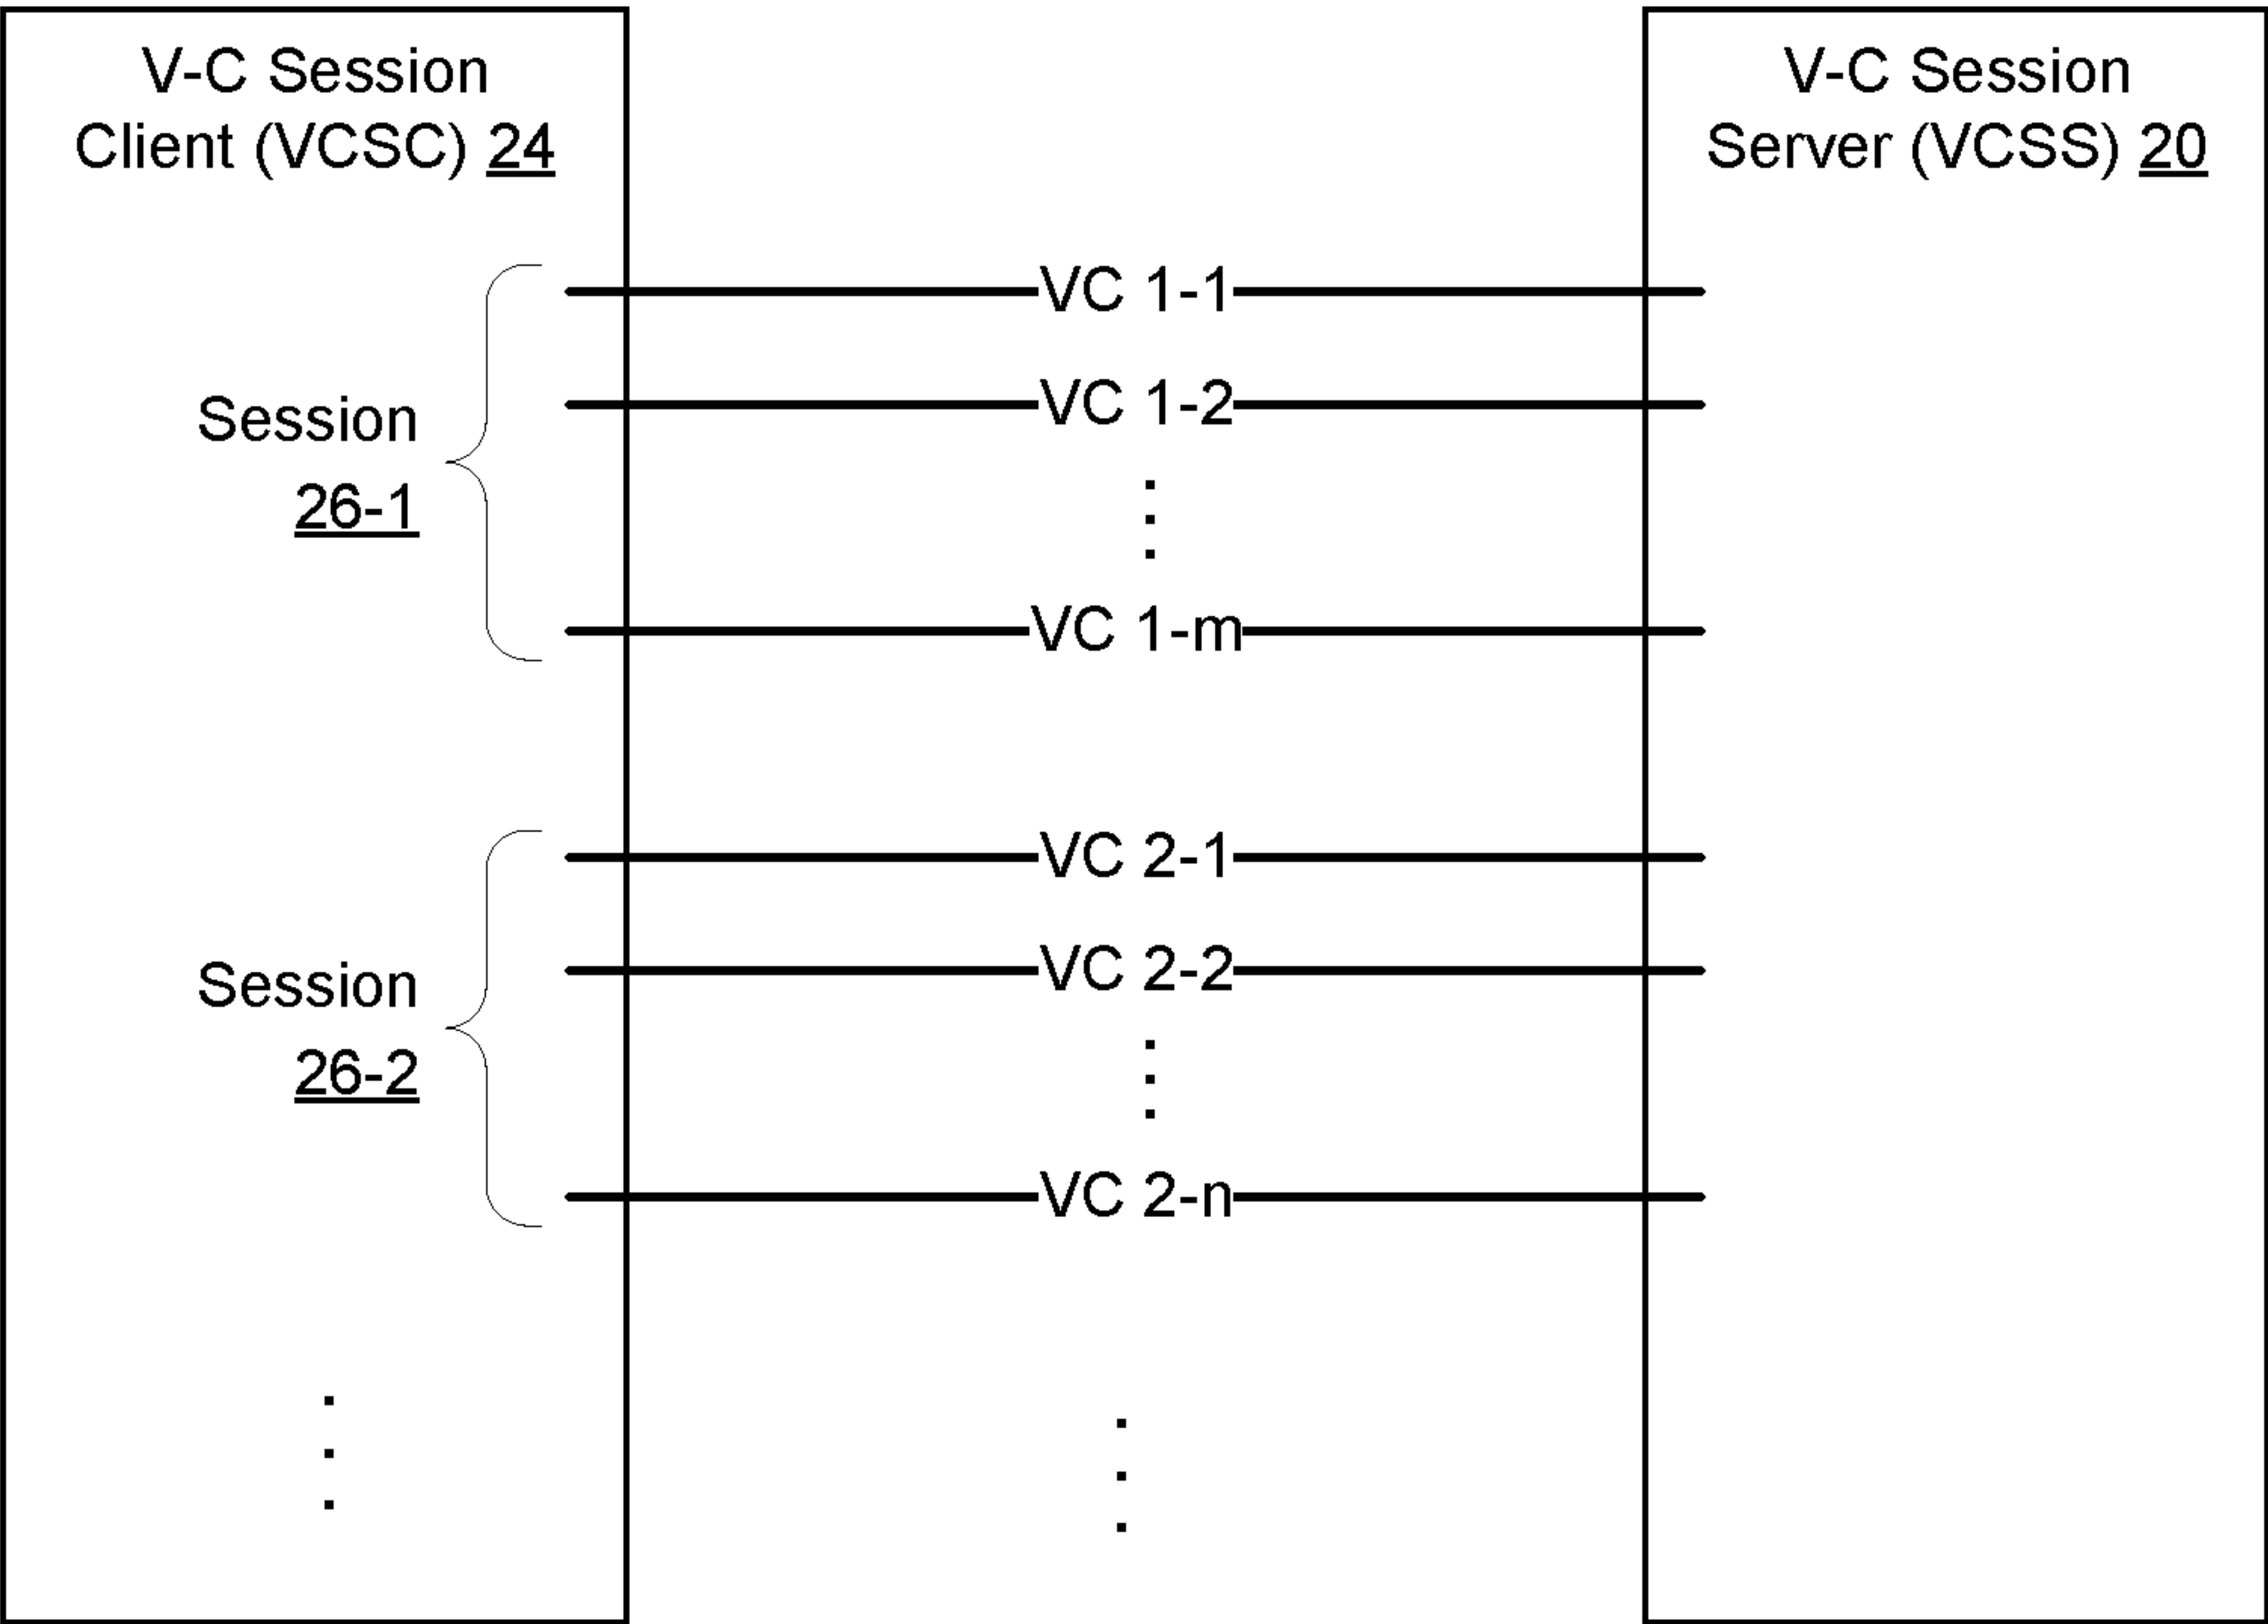 V-C Session
Client (VCSC) 24
V-C Session
Server (VCSS) 20
Session
26-1
VC 1-1
VC 1-2
VC 1-m
Session
26-2
VC 2-1
VC 2-2
VC 2-n